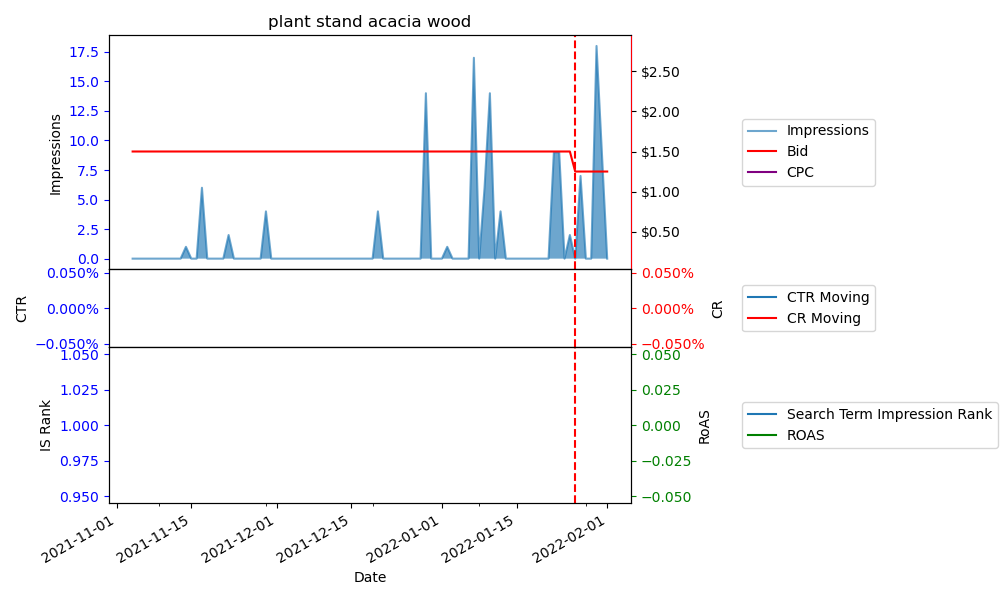 plant stand acacia wood
17.5
15.0
12.5
10.0
7.5
5.0
2.5
0.0
Impressions
$2.50
$2.00
$1.50
$1.00
$0.50
Impressions
Bid
CPC
0.050%
0.000%
−0.050%
CTR
0.050%
0.000%
−0.050%
CR
CTR Moving
CR Moving
1.050
1.025
1.000
0.975
0.950
IS Rank
0.050
0.025
0.000
−0.025
−0.050
RoAS
Search Term Impression Rank
ROAS
2021-11-01
2021-11-15
2021-12-01
2021-12-15
2022-01-01
2022-01-15
2022-02-01
Date